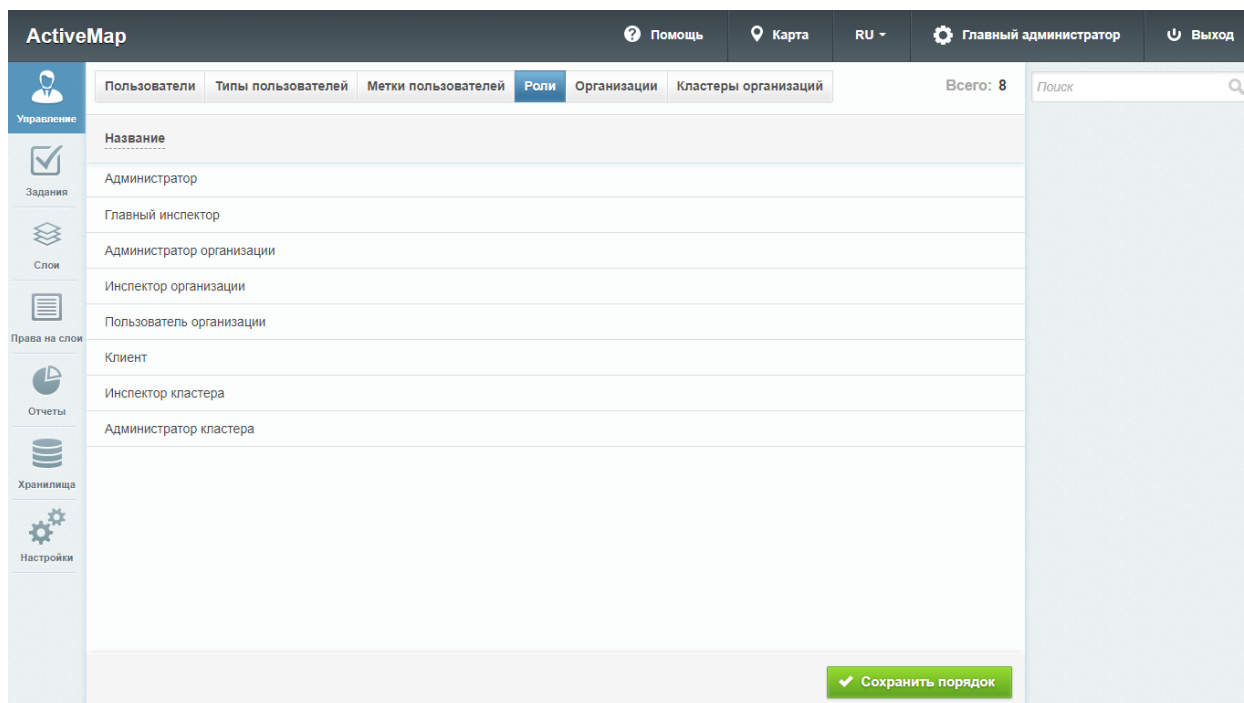 ActiveMap
Помощь
Карта
RU
Главный администратор
Выход
Управление
Задания
Слои
Права на слои
Отчеты
Хранилища
Настройки
Пользователи Типы пользователей Метки пользователей Роли Организации Кластеры организаций
Всего: 8
Поиск
Название
Администратор
Главный инспектор
Администратор организации
Инспектор организации
Пользователь организации
Клиент
Инспектор кластера
Администратор кластера
Сохранить порядок